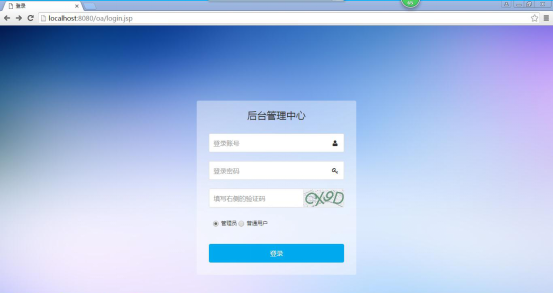 登录
localhost:8080/oa/login.jsp
后台管理中心
登录账号
登录密码
填写右侧的验证码
CX9D
管理员 普通用户
登录